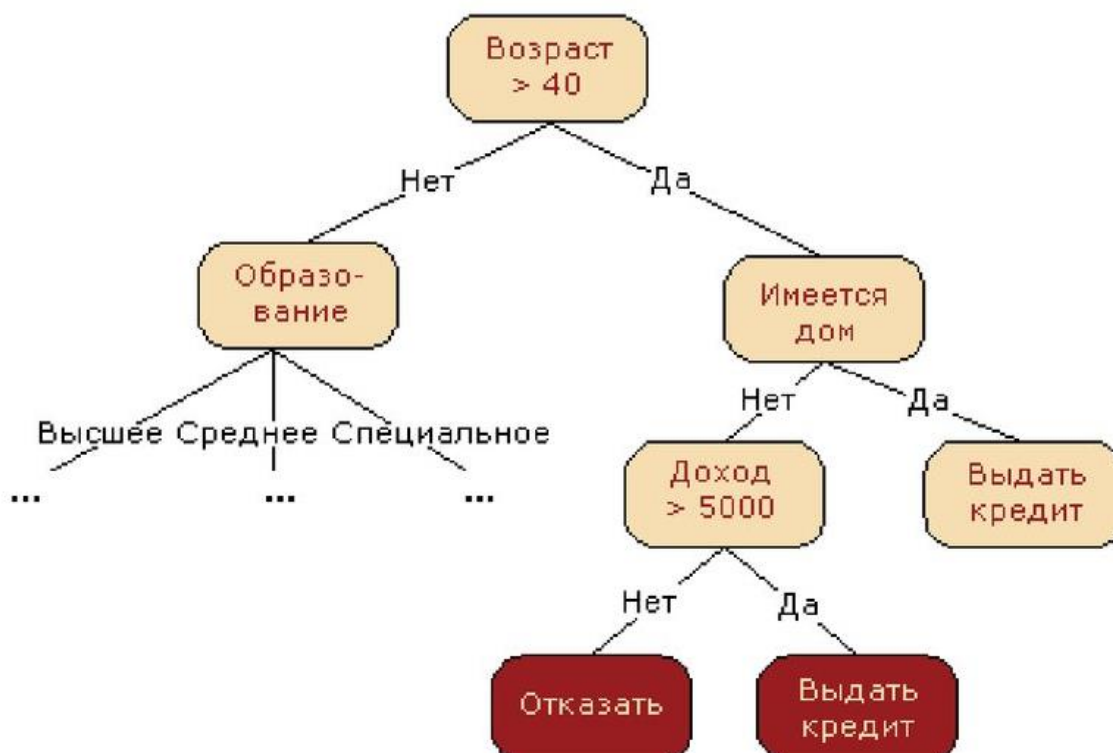 Возраст
> 40
Нет
Да
Образо-
вание
Имеется
дом
Высшее Среднее Специальное
... ... ...
Нет
Да
Доход
> 5000
Выдать
кредит
Нет
Да
Отказать
Выдать
кредит